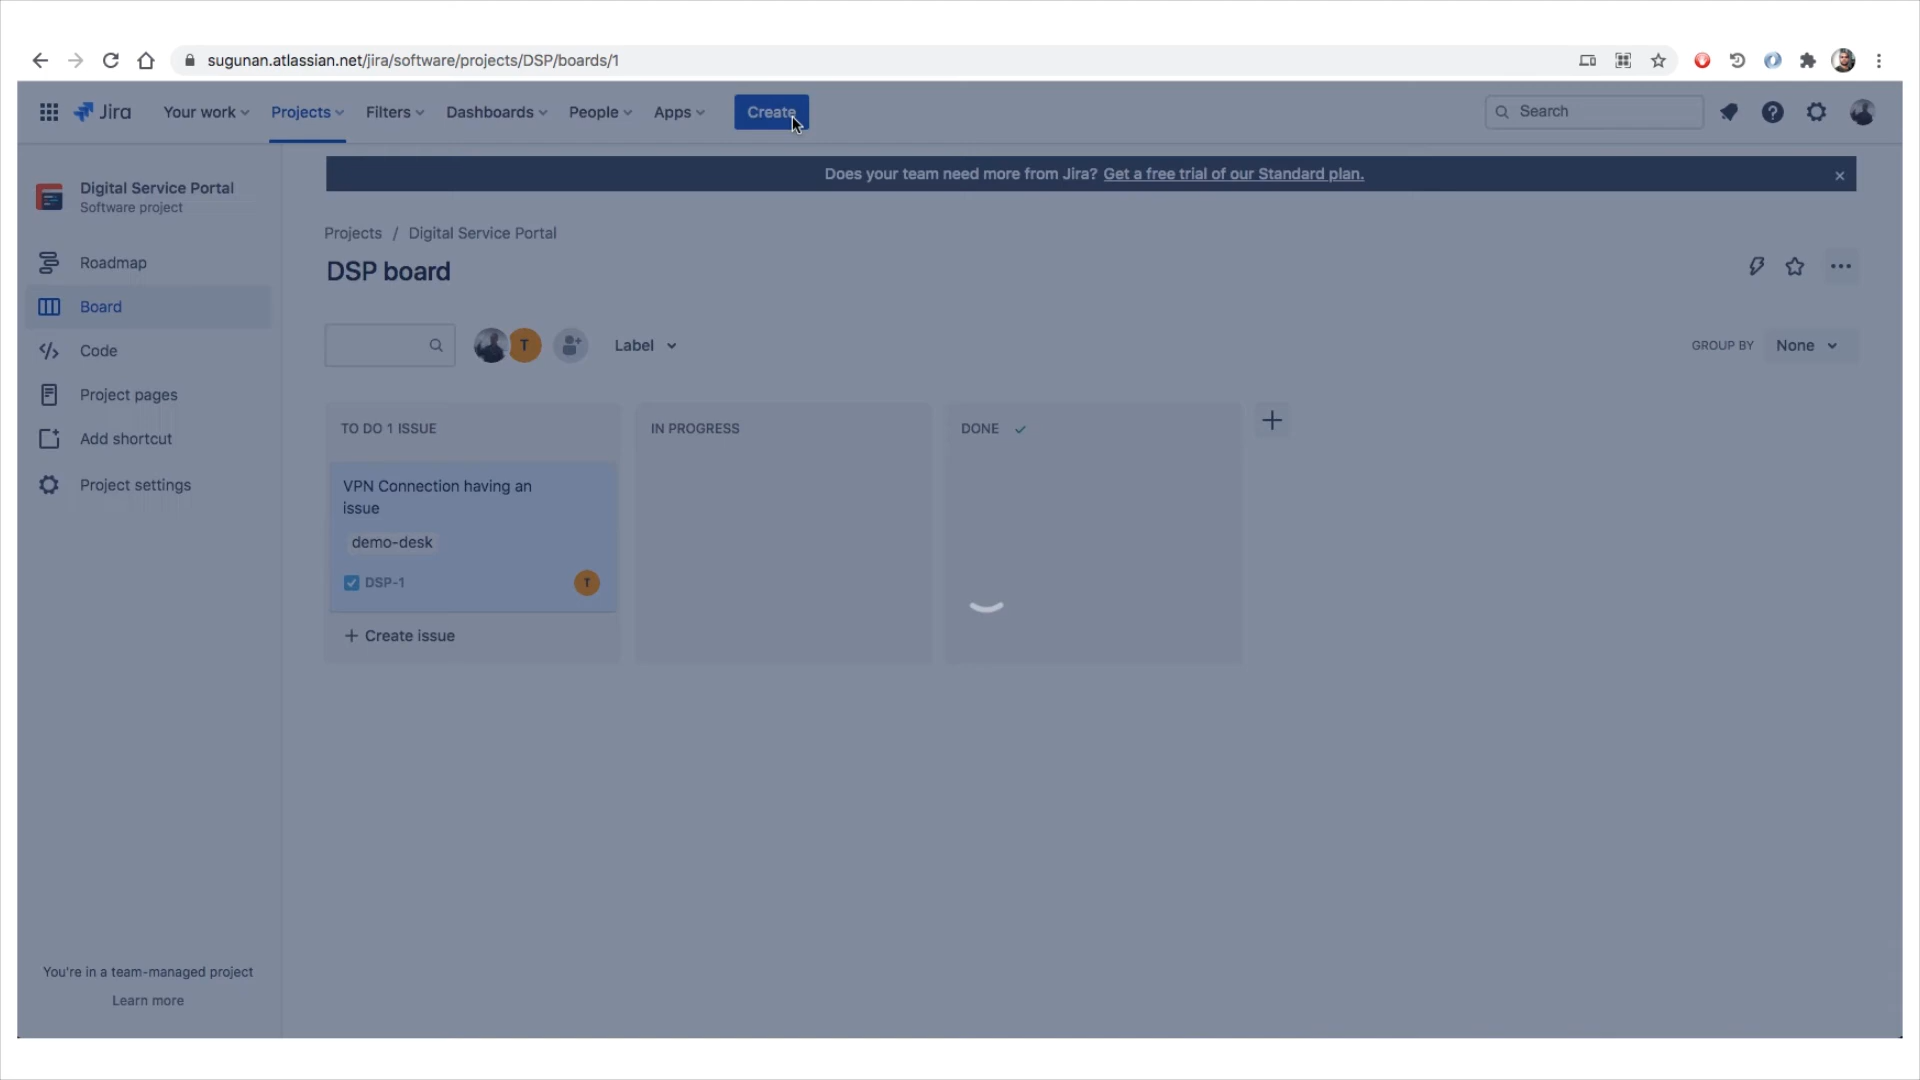 sugunan.atlassian.net/jira/software/projects/DSP/boards/1
Jira Your work Projects Filters Dashboards People Apps Create Search
Does your team need more from Jira? Get a free trial of our Standard plan.
Digital Service Portal
Software project
Roadmap
Board
Code
Project pages
Add shortcut
Project settings
Projects / Digital Service Portal
DSP board
T Label GROUP BY None
TO DO 1 ISSUE
VPN Connection having an
issue
demo-desk
DSP-1 T
+ Create issue
IN PROGRESS
DONE
You're in a team-managed project
Learn more